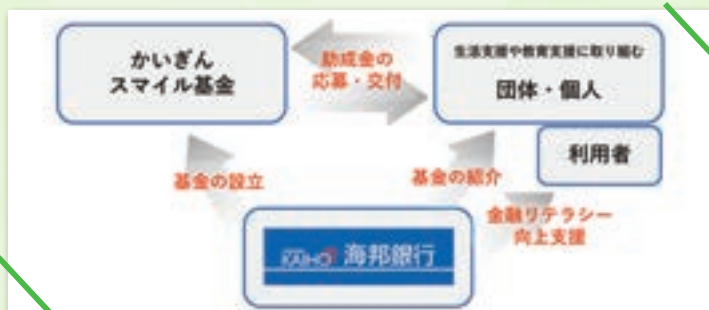 かいぎん
スマイル基金
助成金の
応募・交付
生活支援や教育支援に取り組む
団体・個人
利用者
基金の設立
基金の紹介
金融リテラシー
向上支援
KAIHO 海邦銀行